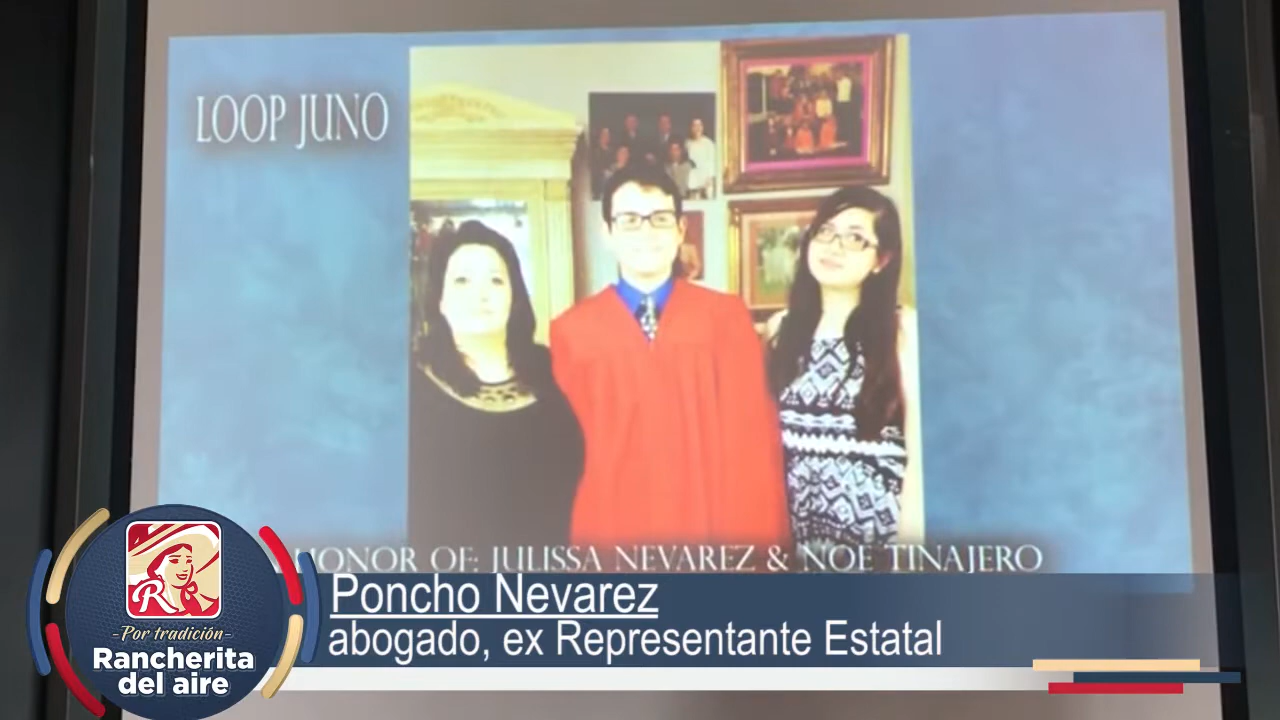 LOOP JUNO
HONOR OF: JULISSA NEVAREZ & NOE TINAJERO
Poncho Nevarez
abogado, ex Representante Estatal
R
-Por tradición-
Rancherita
del aire